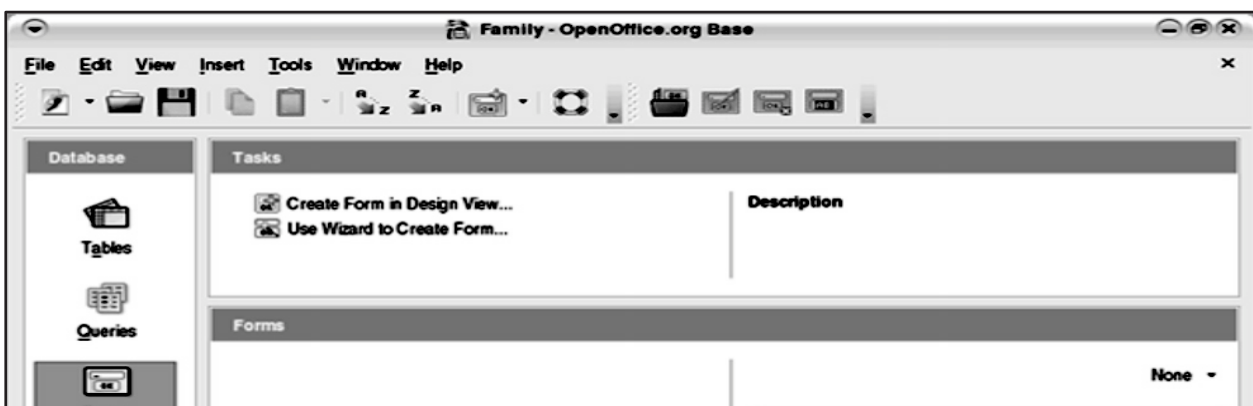 Family - OpenOffice.org Base
File Edit View Insert Tools Window Help
Database
Tasks
Create Form in Design View...
Use Wizard to Create Form...
Description
Tables
Queries
Forms
None